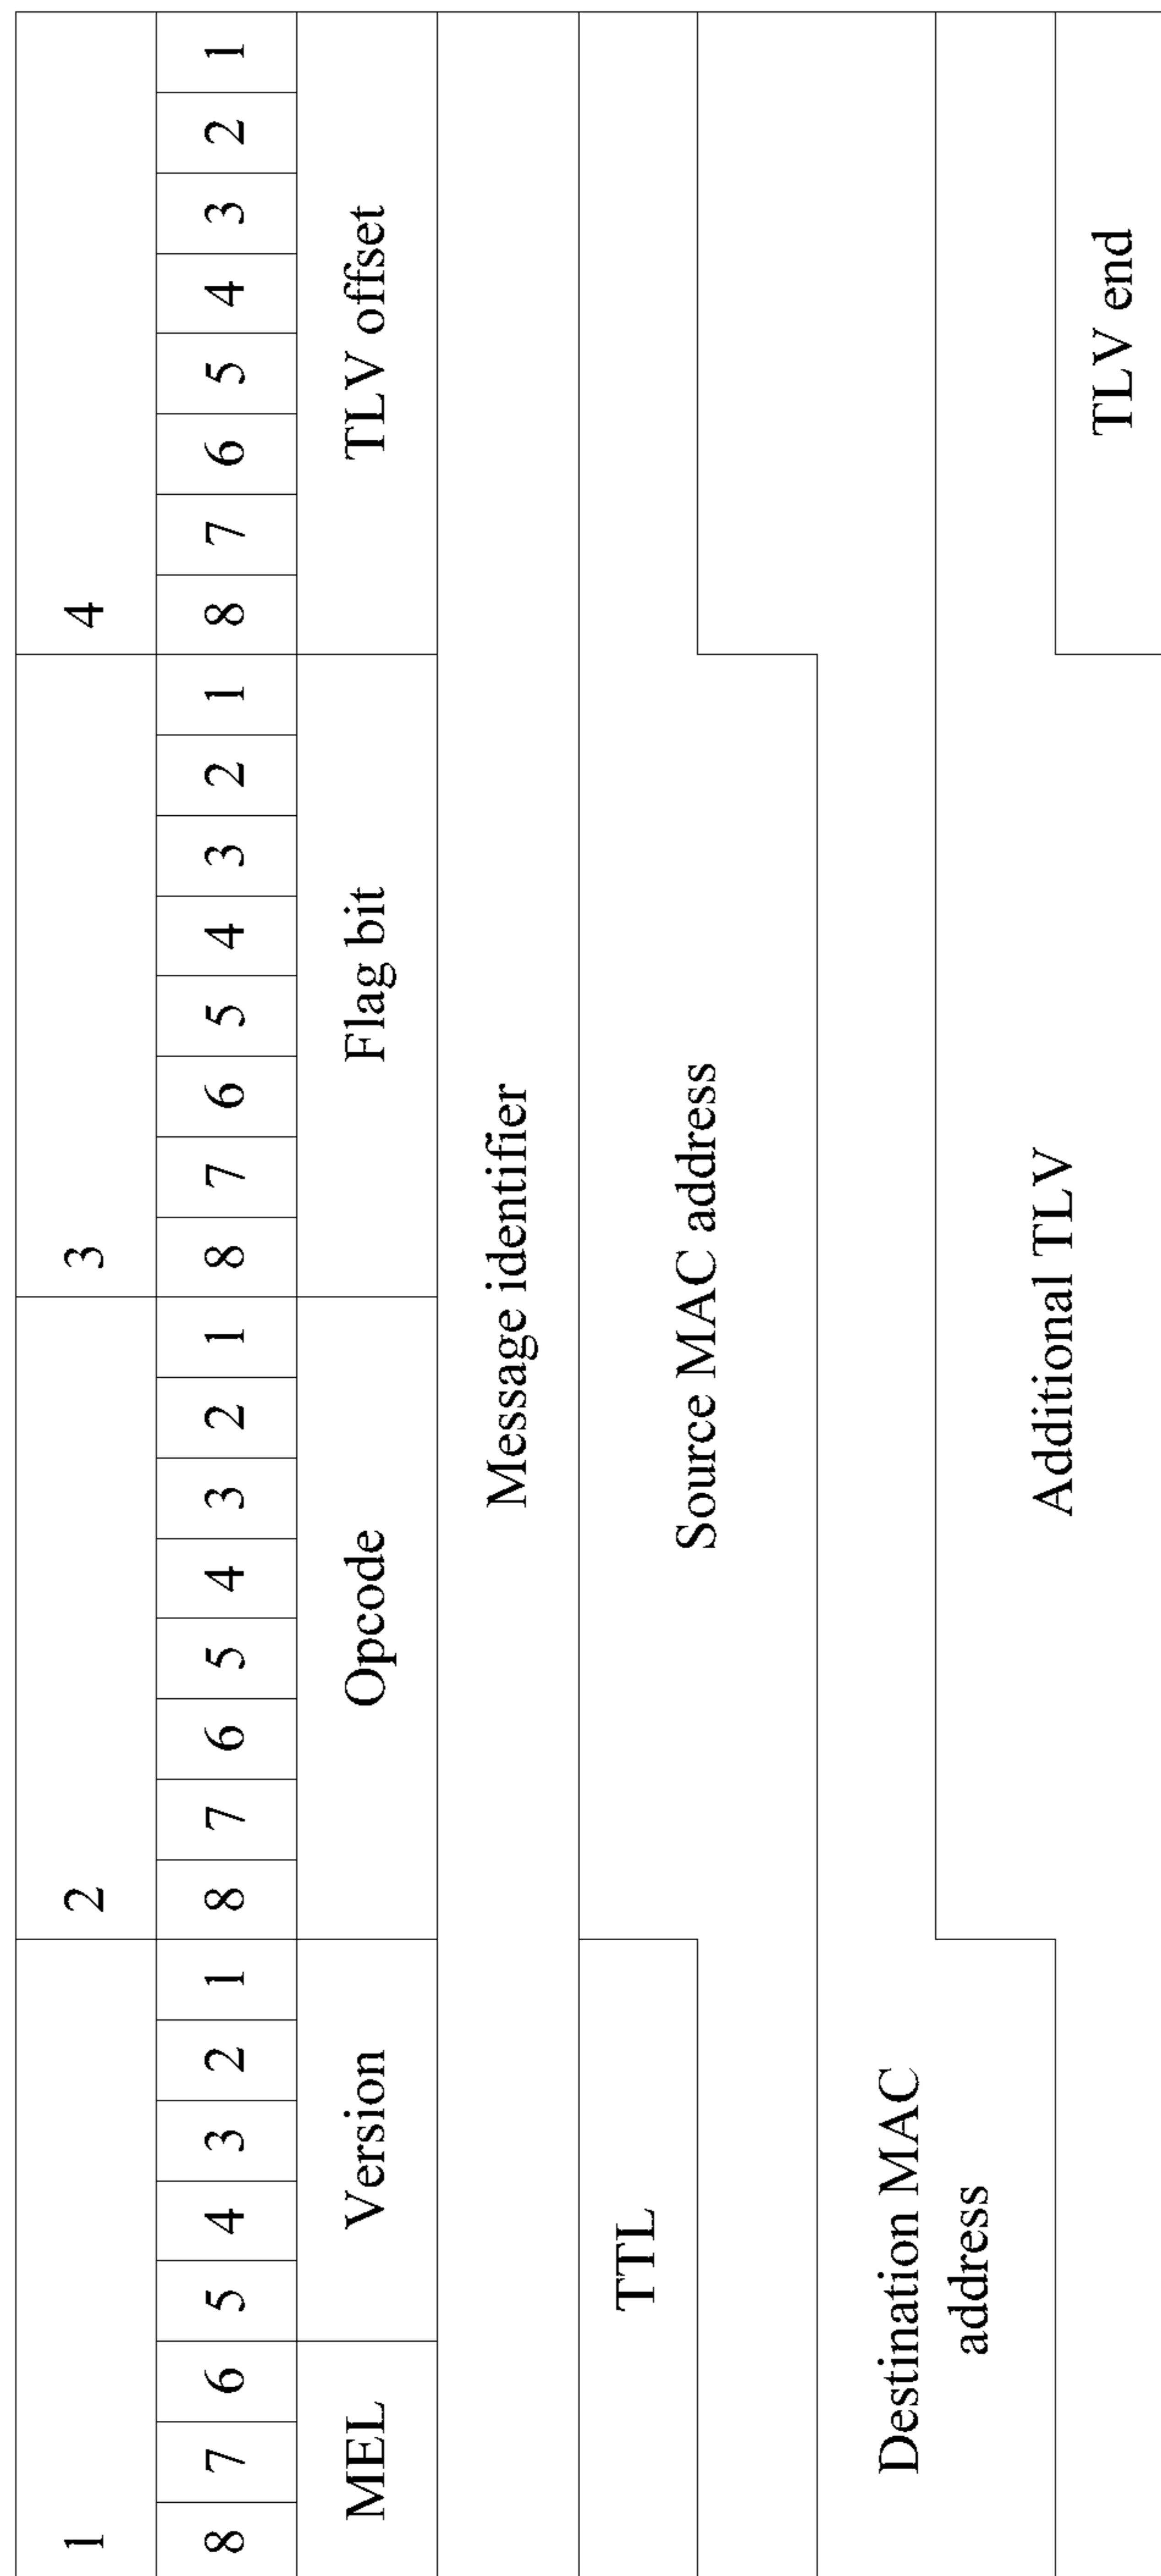 1 2 3 4
8 7 6 5 4 3 2 1 8 7 6 5 4 3 2 1 8 7 6 5 4 3 2 1 8 7 6 5 4 3 2 1
MEL Version Opcode Flag bit TLV offset
Message identifier
TTL
Source MAC address
Destination MAC
address
Additional TLV
TLV end